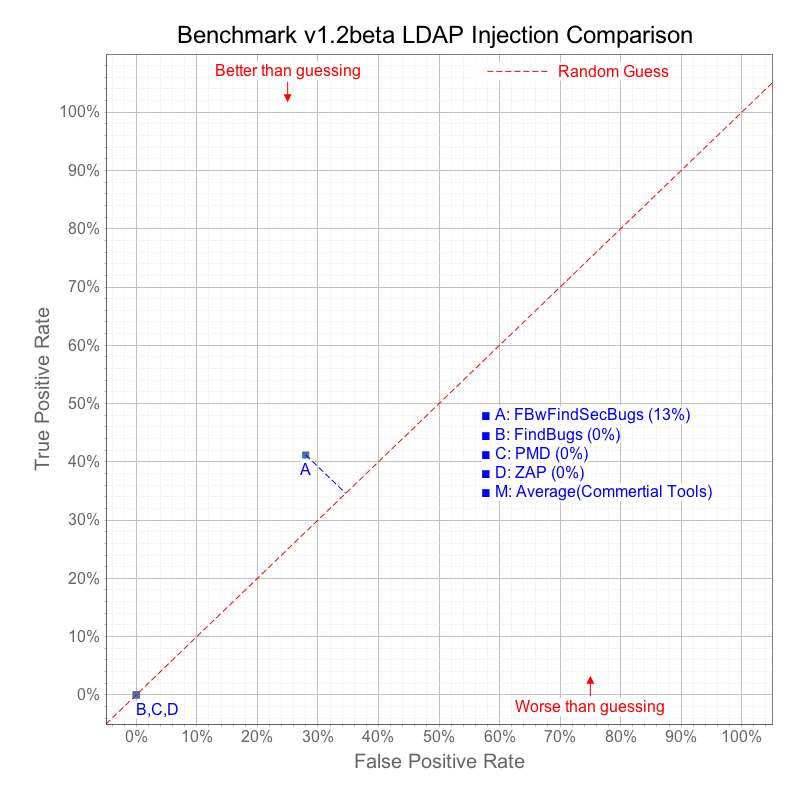 Benchmark v1.2beta LDAP Injection Comparison
Better than guessing
Random Guess
100%
90%
80%
70%
60%
50%
40%
30%
20%
10%
0%
True Positive Rate
A
A: FBwFindSecBugs (13%)
B: FindBugs (0%)
C: PMD (0%)
D: ZAP (0%)
M: Average(Commertial Tools)
B,C,D
Worse than guessing
0% 10% 20% 30% 40% 50% 60% 70% 80% 90% 100%
False Positive Rate